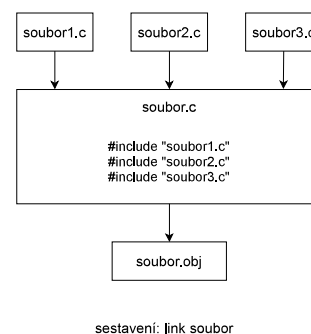 soubor1.c soubor2.c soubor3.c
soubor.c
#include "soubor1.c"
#include "soubor2.c"
#include "soubor3.c"
soubor.obj
sestavení: link soubor